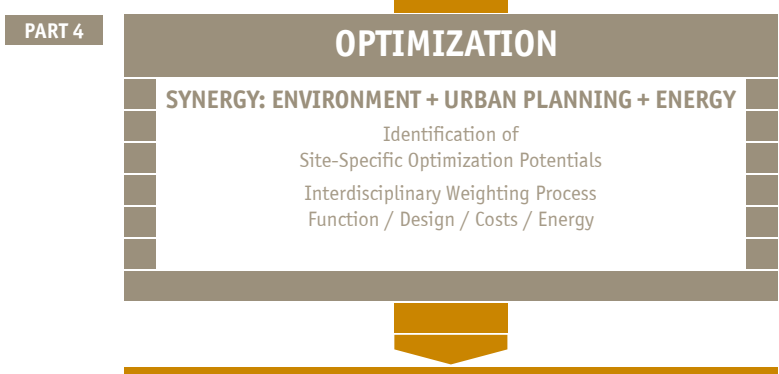 PART 4
OPTIMIZATION
SYNERGY: ENVIRONMENT + URBAN PLANNING + ENERGY
Identification of
Site-Specific Optimization Potentials
Interdisciplinary Weighting Process
Function / Design / Costs / Energy